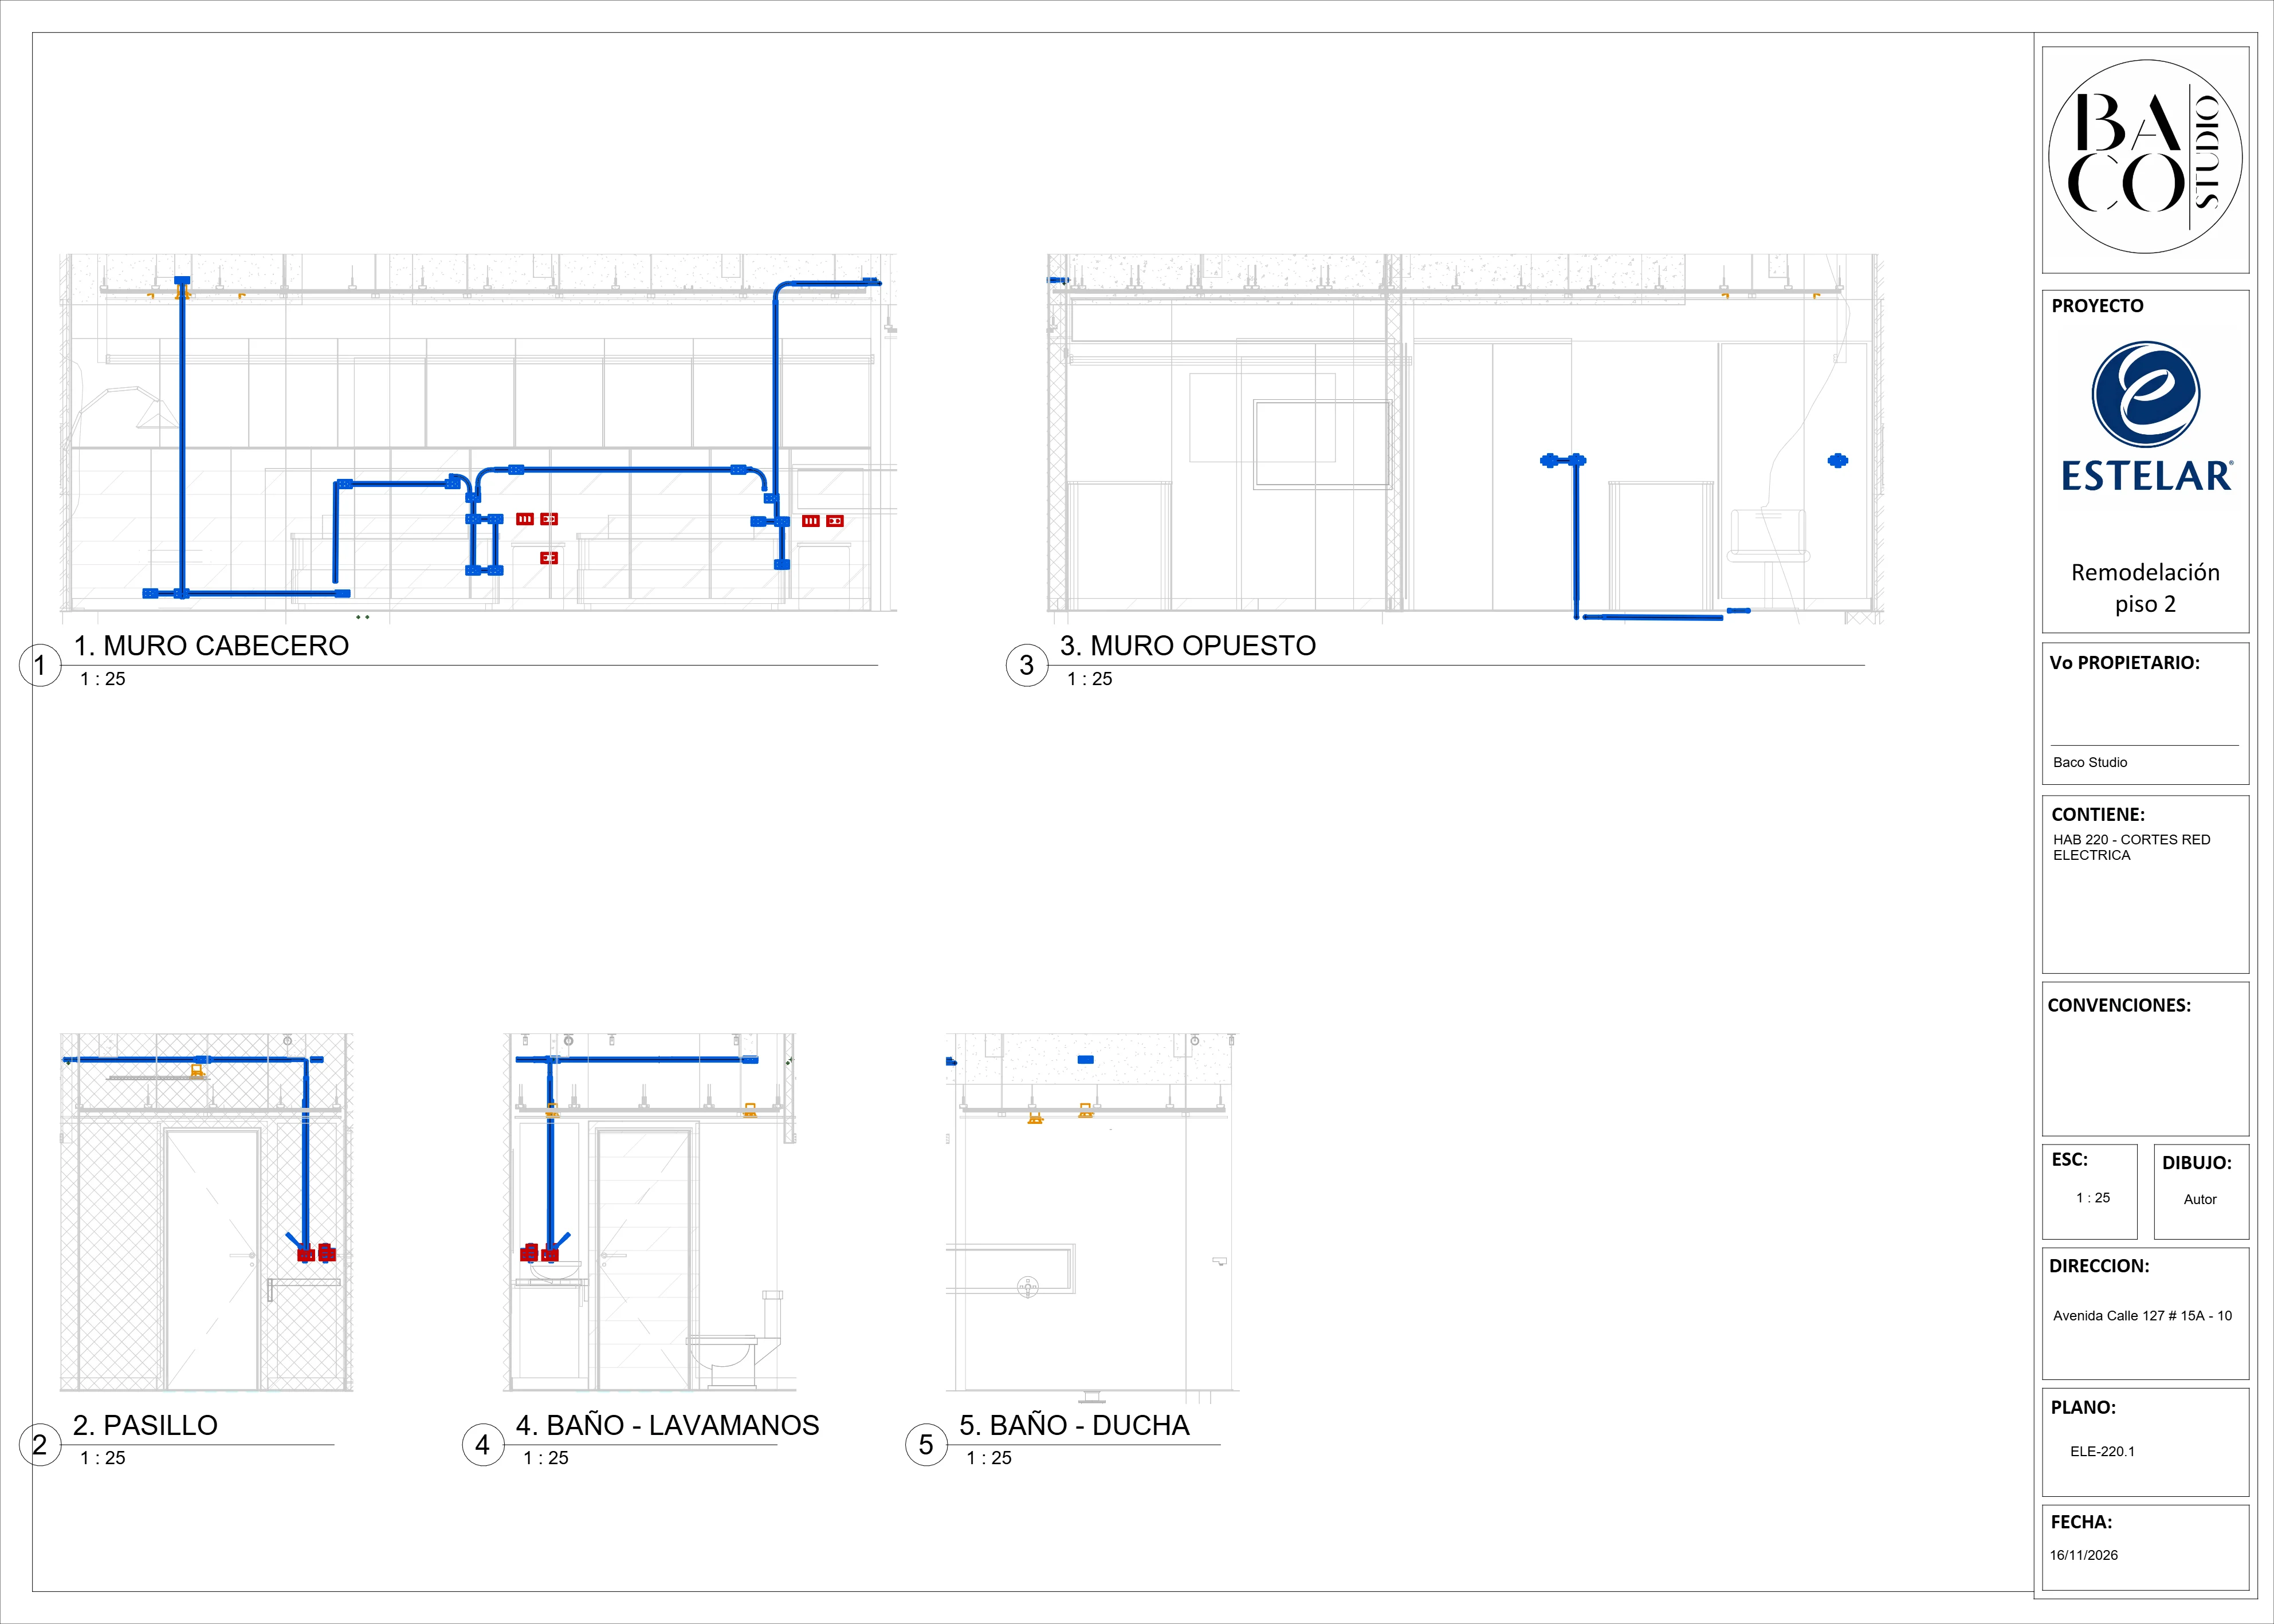 1
1. MURO CABECERO
1 : 25
3
3. MURO OPUESTO
1 : 25
2
2. PASILLO
1 : 25
4
4. BAÑO - LAVAMANOS
1 : 25
5
5. BAÑO - DUCHA
1 : 25
BA
CO
STUDIO
PROYECTO
ESTELAR®
Remodelación
piso 2
Vo PROPIETARIO:
Baco Studio
CONTIENE:
HAB 220 - CORTES RED
ELECTRICA
CONVENCIONES:
ESC:
1 : 25
DIBUJO:
Autor
DIRECCION:
Avenida Calle 127 # 15A - 10
PLANO:
ELE-220.1
FECHA:
16/11/2026